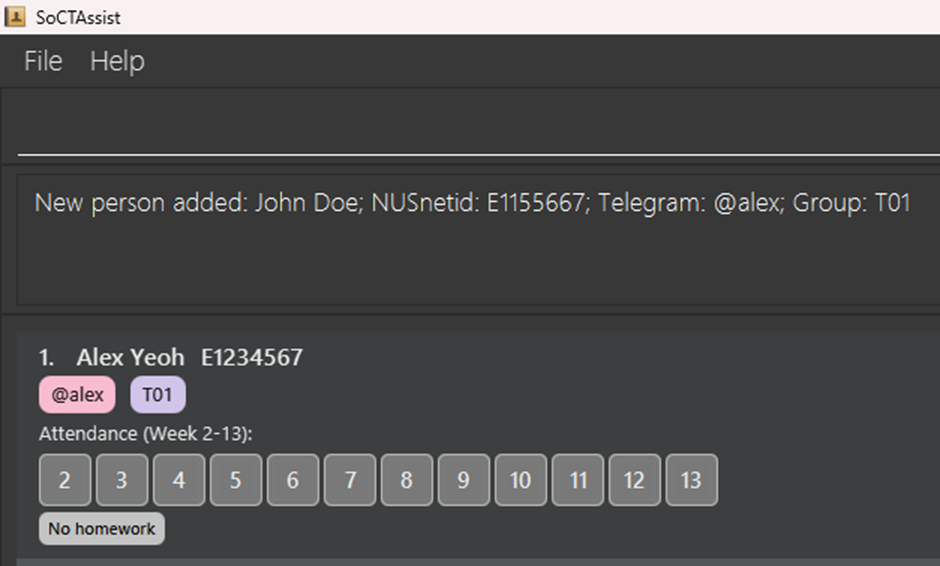 SoCTAssist
File Help
New person added: John Doe; NUSnetid: E1155667; Telegram: @alex; Group: T01
1. Alex Yeoh E1234567
@alex T01
Attendance (Week 2-13):
2 3 4 5 6 7 8 9 10 11 12 13
No homework